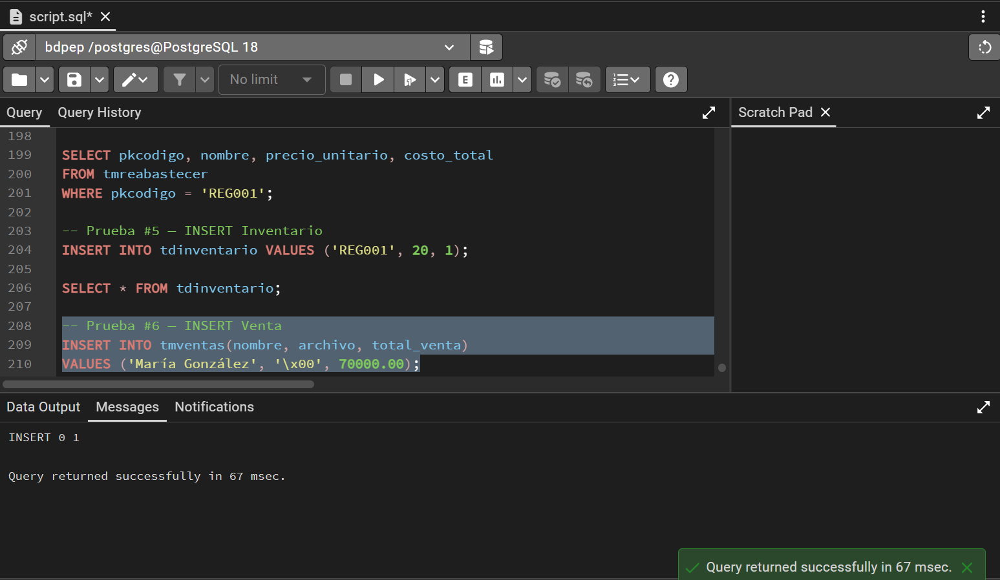 script.sql*
bdpep /postgres@PostgreSQL 18
No limit
E
Query
Query History
Scratch Pad
198
199 SELECT pkcodigo, nombre, precio_unitario, costo_total
200 FROM tmreabastecer
201 WHERE pkcodigo = 'REG001';
202
203 -- Prueba #5 – INSERT Inventario
204 INSERT INTO tdinventario VALUES ('REG001', 20, 1);
205
206 SELECT * FROM tdinventario;
207
208 -- Prueba #6 – INSERT Venta
209 INSERT INTO tmventas(nombre, archivo, total_venta)
210 VALUES ('María González', '\x00', 70000.00);
Data Output
Messages
Notifications
INSERT 0 1
Query returned successfully in 67 msec.
Query returned successfully in 67 msec.